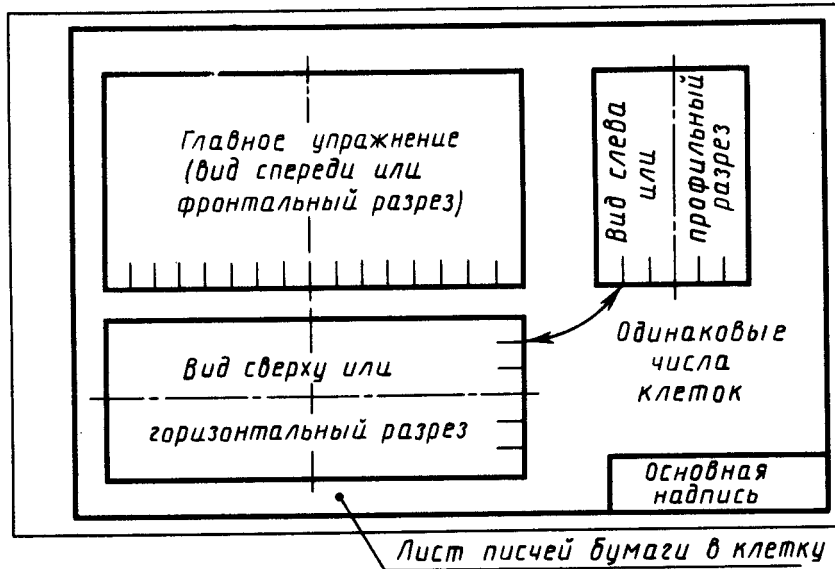 Главное упражнение
(вид спереди или
фронтальный разрез)
Вид слева
или
профильный
разрез
Вид сверху или
горизонтальный разрез
Одинаковые
числа
клеток
Основная
надпись
Лист писчей бумаги в клетку